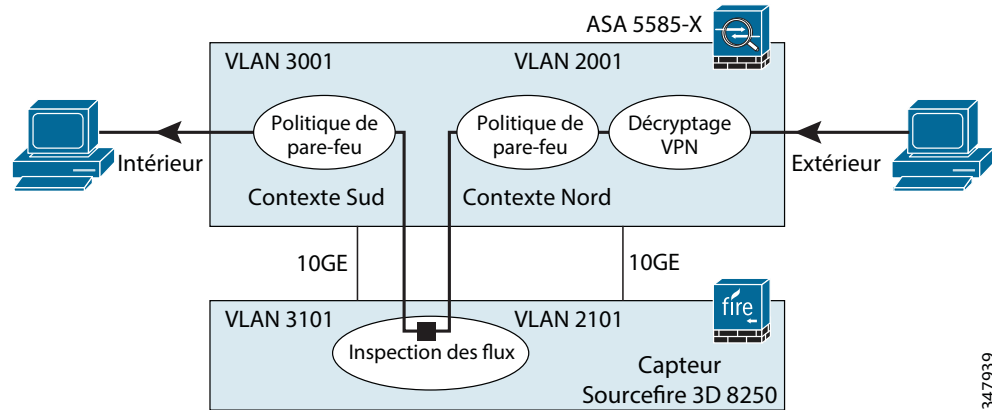 ASA 5585-X
VLAN 3001
VLAN 2001
Politique de
pare-feu
Politique de
pare-feu
Décryptage
VPN
Intérieur
Extérieur
Contexte Sud
Contexte Nord
10GE
10GE
VLAN 3101
VLAN 2101
fire
Inspection des flux
Capteur
Sourcefire 3D 8250
347939